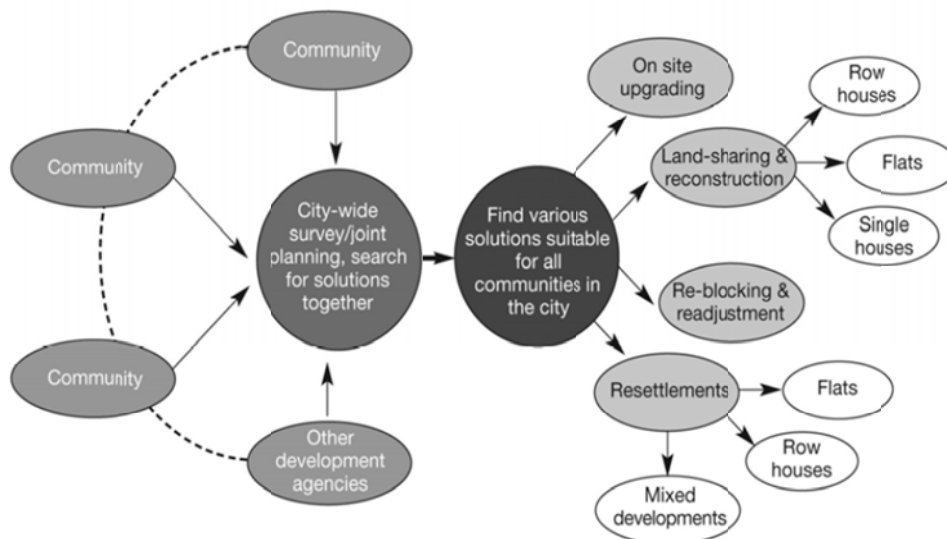 Community
Community
Community
Other
development
agencies
City-wide
survey/joint
planning, search
for solutions
together
Find various
solutions suitable
for all
communities in
the city
On site
upgrading
Land-sharing &
reconstruction
Row
houses
Flats
Single
houses
Re-blocking &
readjustment
Resettlements
Flats
Row
houses
Mixed
developments